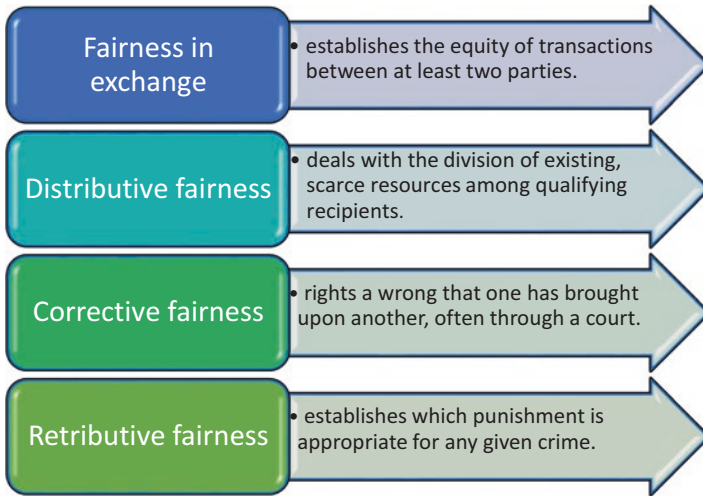 Fairness in
exchange
• establishes the equity of transactions
between at least two parties.
Distributive fairness
• deals with the division of existing,
scarce resources among qualifying
recipients.
Corrective fairness
• rights a wrong that one has brought
upon another, often through a court.
Retributive fairness
• establishes which punishment is
appropriate for any given crime.